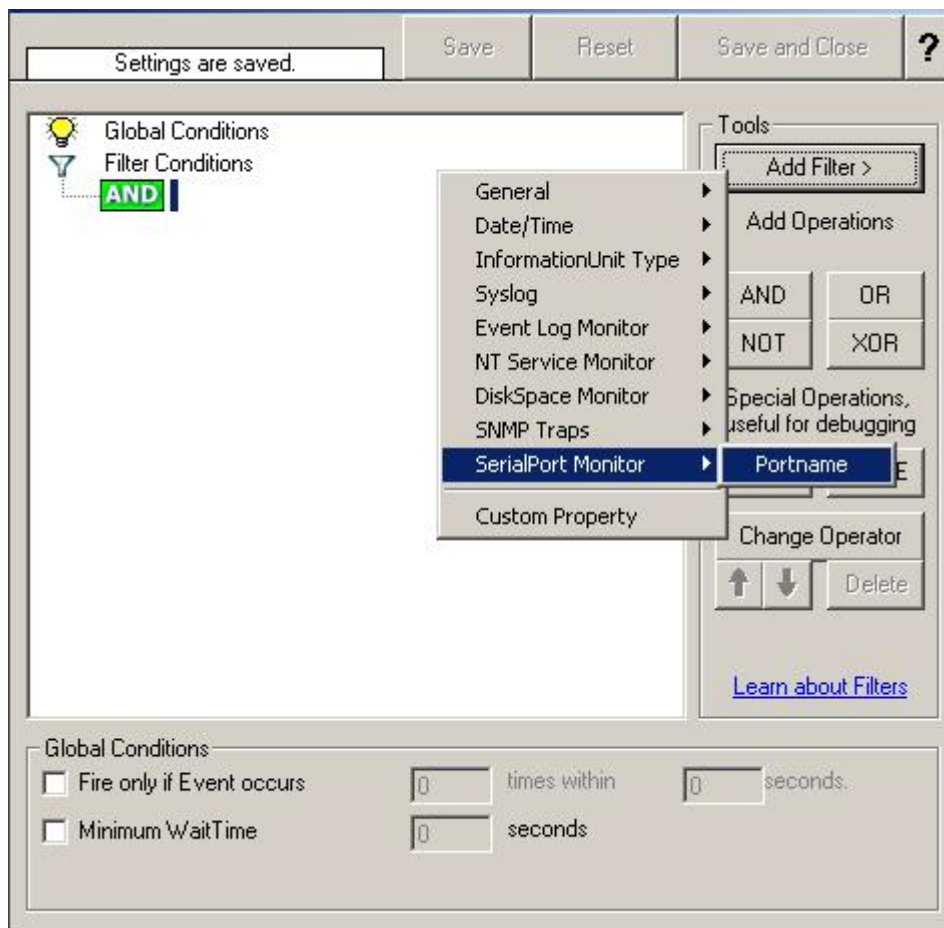 Settings are saved.
Save
Reset
Save and Close
?
Global Conditions
Filter Conditions
AND
General
Date/Time
InformationUnit Type
Syslog
Event Log Monitor
NT Service Monitor
DiskSpace Monitor
SNMP Traps
SerialPort Monitor
Portname
Custom Property
Tools
Add Filter >
Add Operations
AND
OR
NOT
XOR
Special Operations,
useful for debugging
E
Change Operator
Delete
Learn about Filters
Global Conditions
Fire only if Event occurs
0
times within
0
seconds.
Minimum WaitTime
0
seconds